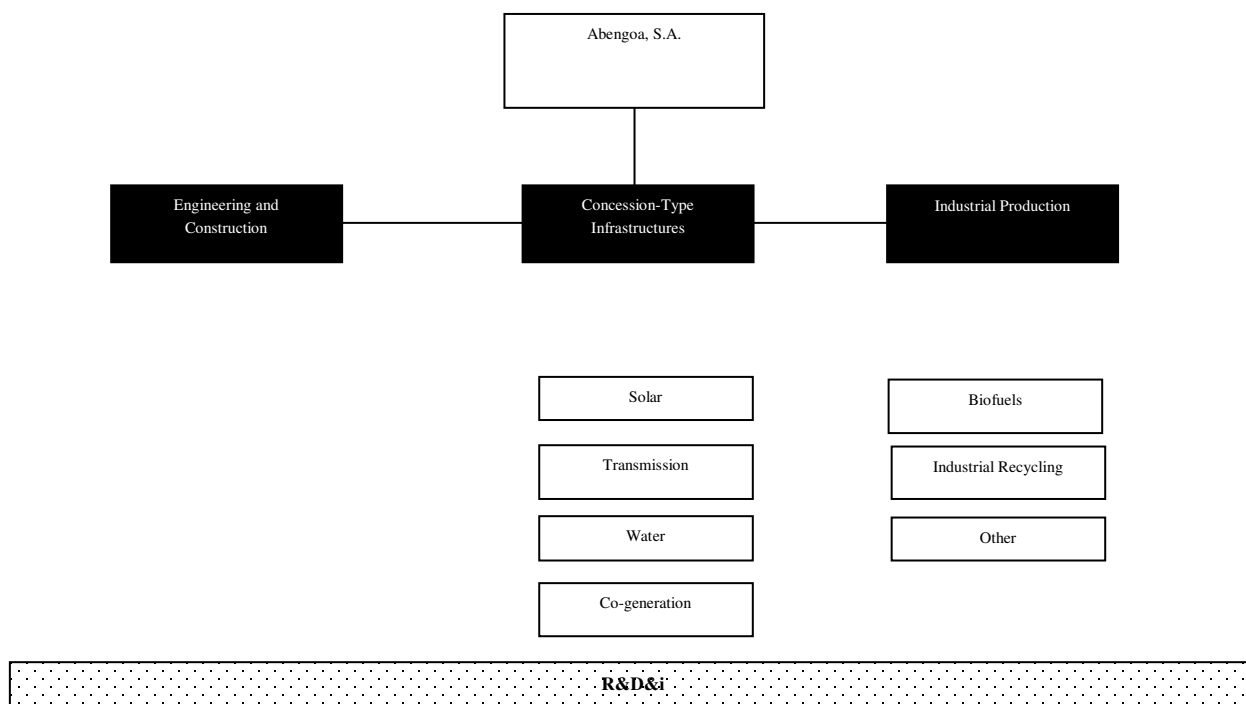 Abengoa, S.A.
Engineering and
Construction
Concession-Type
Infrastructures
Industrial Production
Solar
Transmission
Water
Co-generation
Biofuels
Industrial Recycling
Other
R&D&i